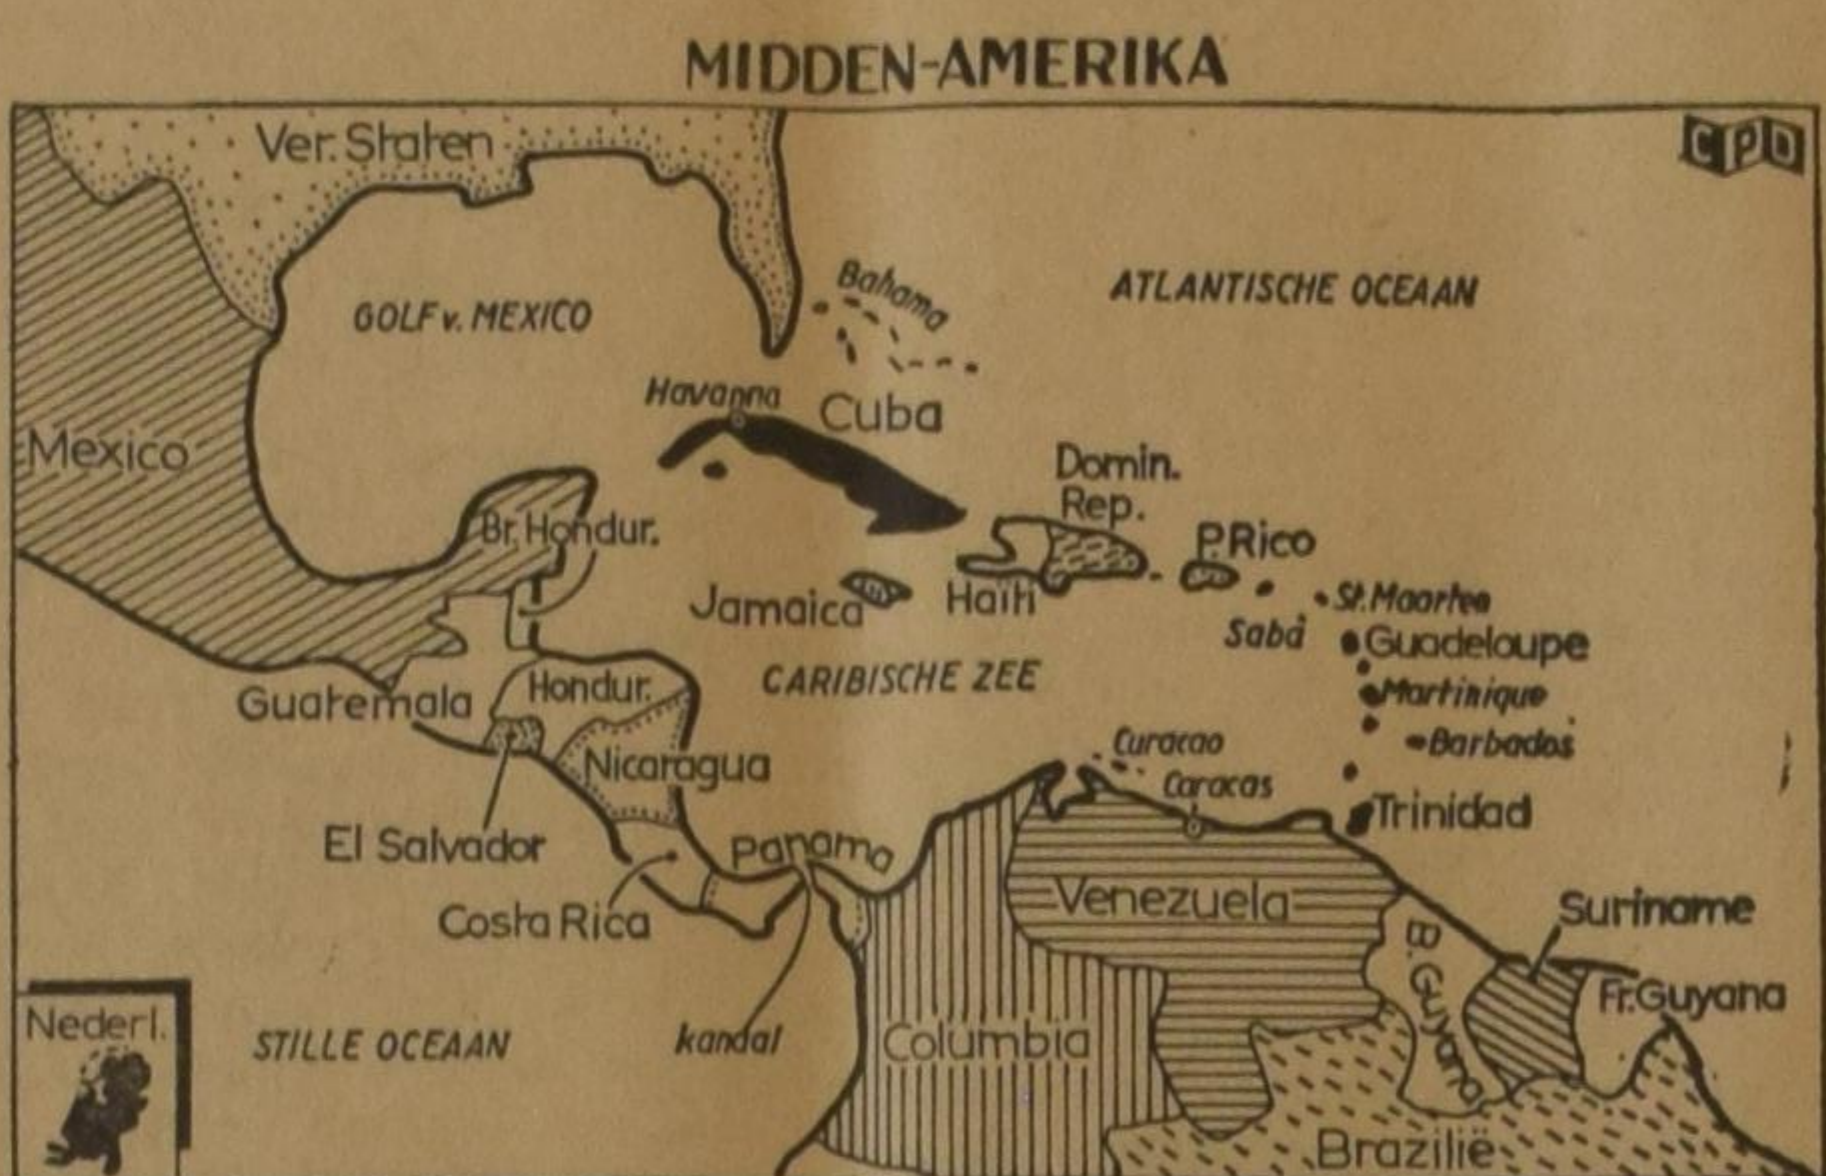 MIDDEN-AMERIKA
CPD
Ver. Staten
Bahama
ATLANTISCHE OCEAAN
GOLF v. MEXICO
Havanna
Cuba
Mexico
Domin.
Rep.
Br. Hondur.
P.Rico
Jamaica
Haïti
St. Maarten
Saba
Guadeloupe
CARIBISCHE ZEE
Hondur.
Martinique
Guatemala
Curacao
Barbados
Nicaragua
Caracas
Trinidad
El Salvador
Panama
Venezuela
Costa Rica
Suriname
B. Guyana
Fr. Guyana
Nederl.
STILLE OCEAAN
kanaal
Columbia
Brazilië